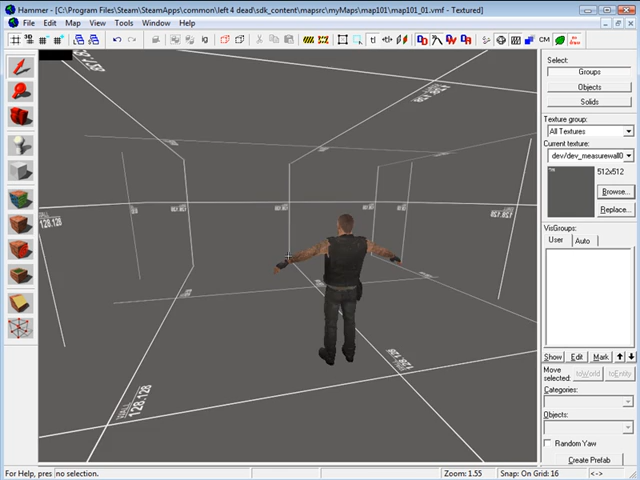 Hammer - [C:\Program Files\Steam\SteamApps\common\left 4 dead\sdk_content\mapsrc\myMaps\map101\map101_01.vmf - Textured]
File Edit Map View Tools Window Help
CM
Select:
Groups
Objects
Solids
Texture group:
All Textures
Current texture:
dev/dev_measurewall0
512x512
Browse...
Replace...
VisGroups:
User Auto
Show Edit Mark
Move selected: toWorld toEntity
Categories:
Objects:
Random Yaw
Create Prefab
WALL
128.128
128.128
For Help, pres no selection. Zoom: 1.55 Snap: On Grid: 16 <->